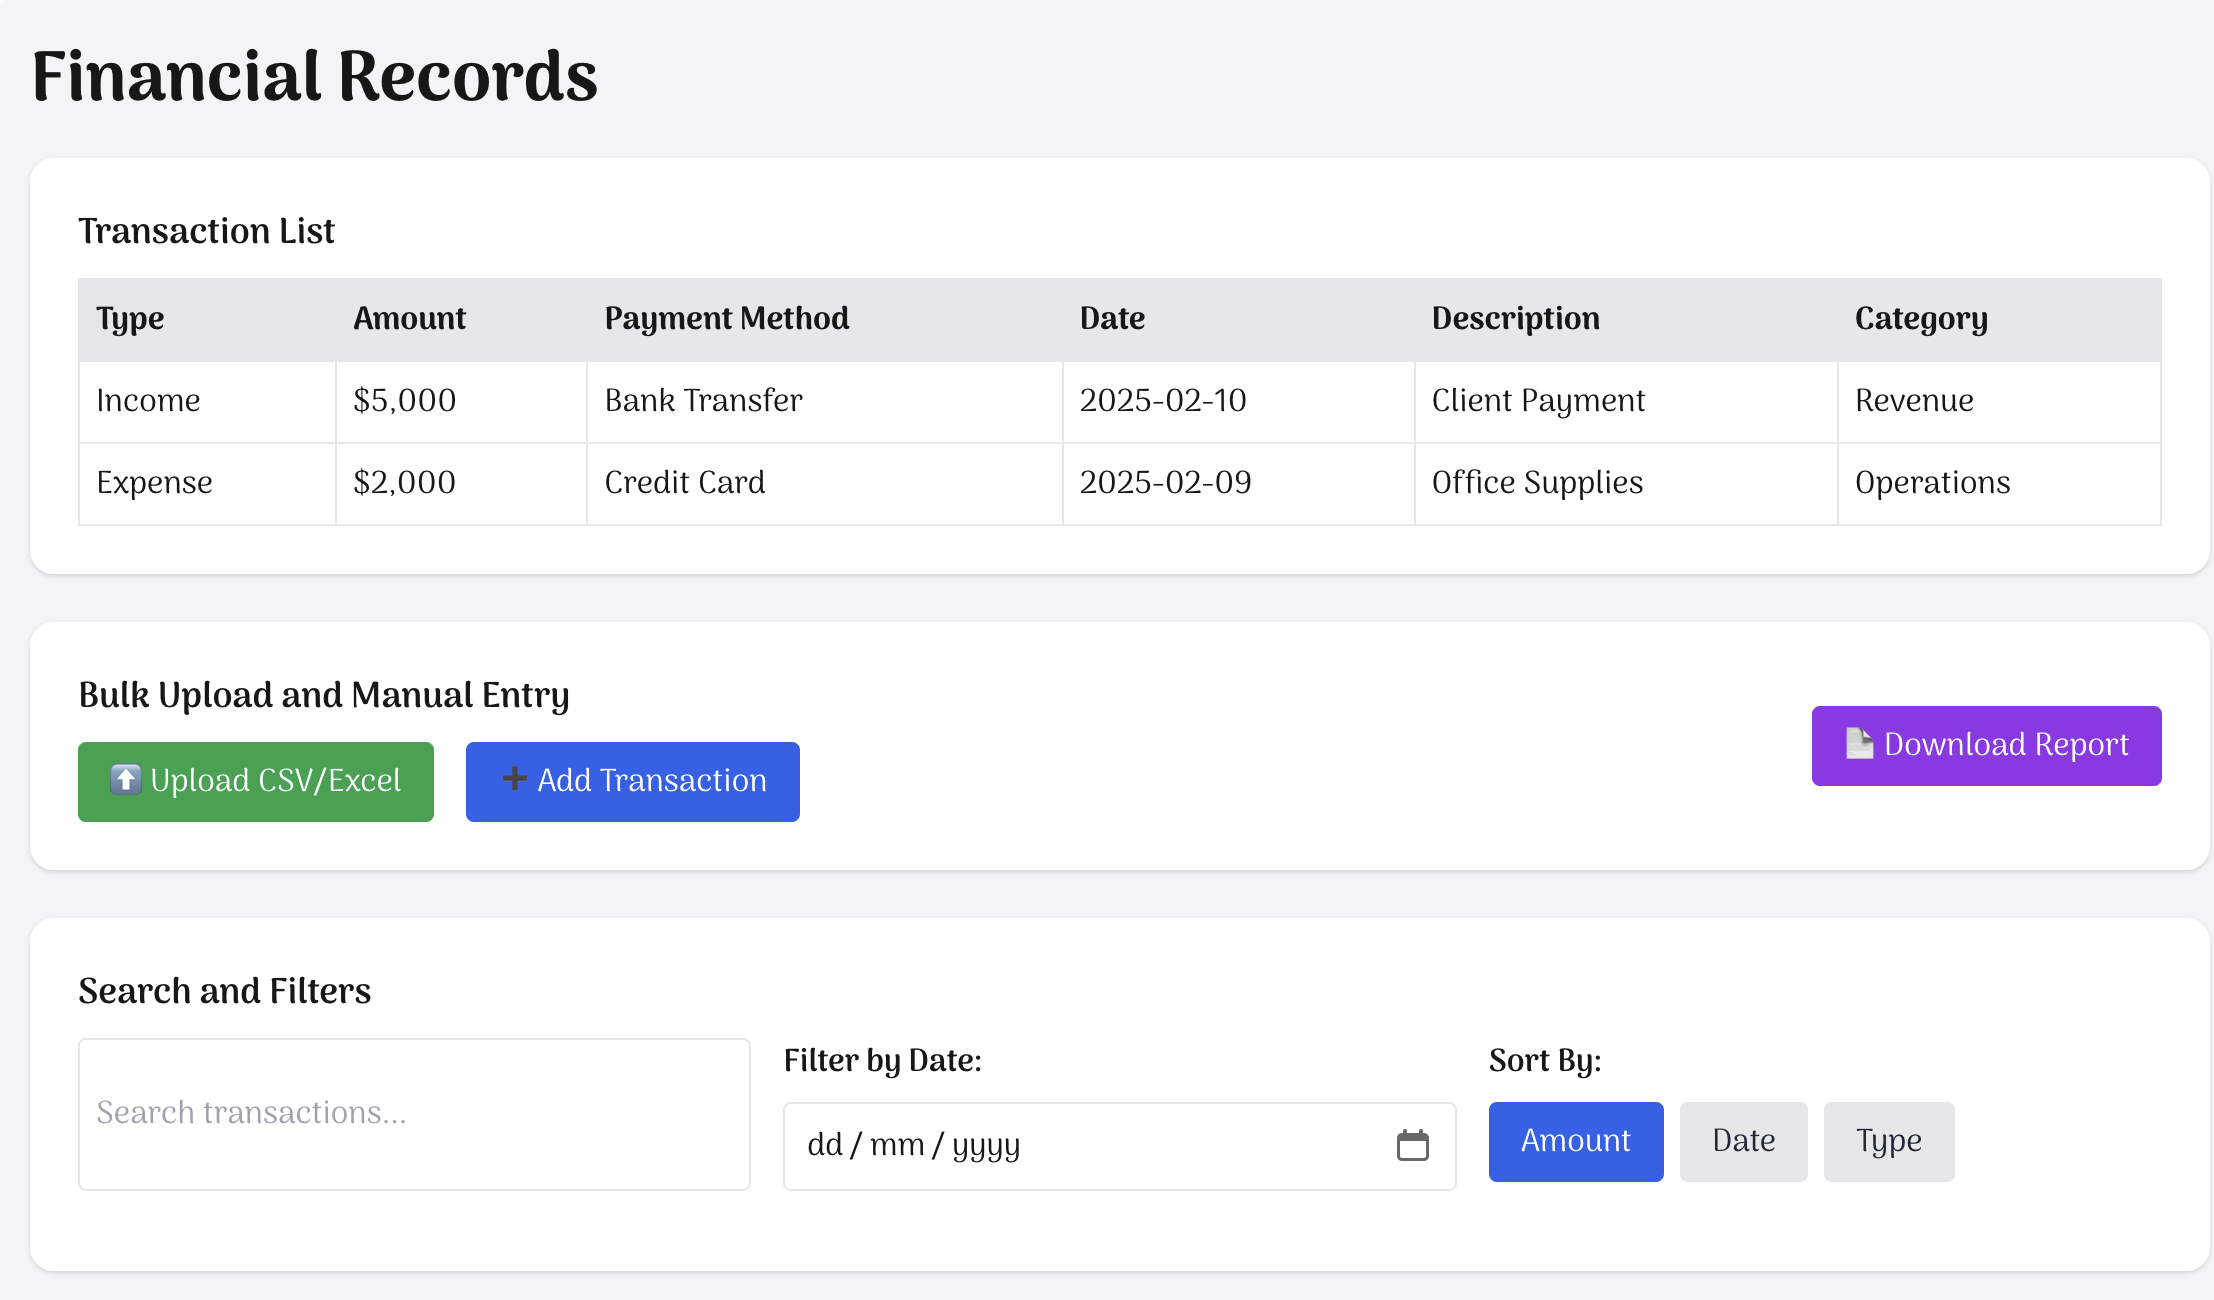 Financial Records
Transaction List
Type Amount Payment Method Date Description Category
Income $5,000 Bank Transfer 2025-02-10 Client Payment Revenue
Expense $2,000 Credit Card 2025-02-09 Office Supplies Operations
Bulk Upload and Manual Entry
Upload CSV/Excel Add Transaction Download Report
Search and Filters
Search transactions...
Filter by Date:
dd / mm / yyyy
Sort By:
Amount Date Type